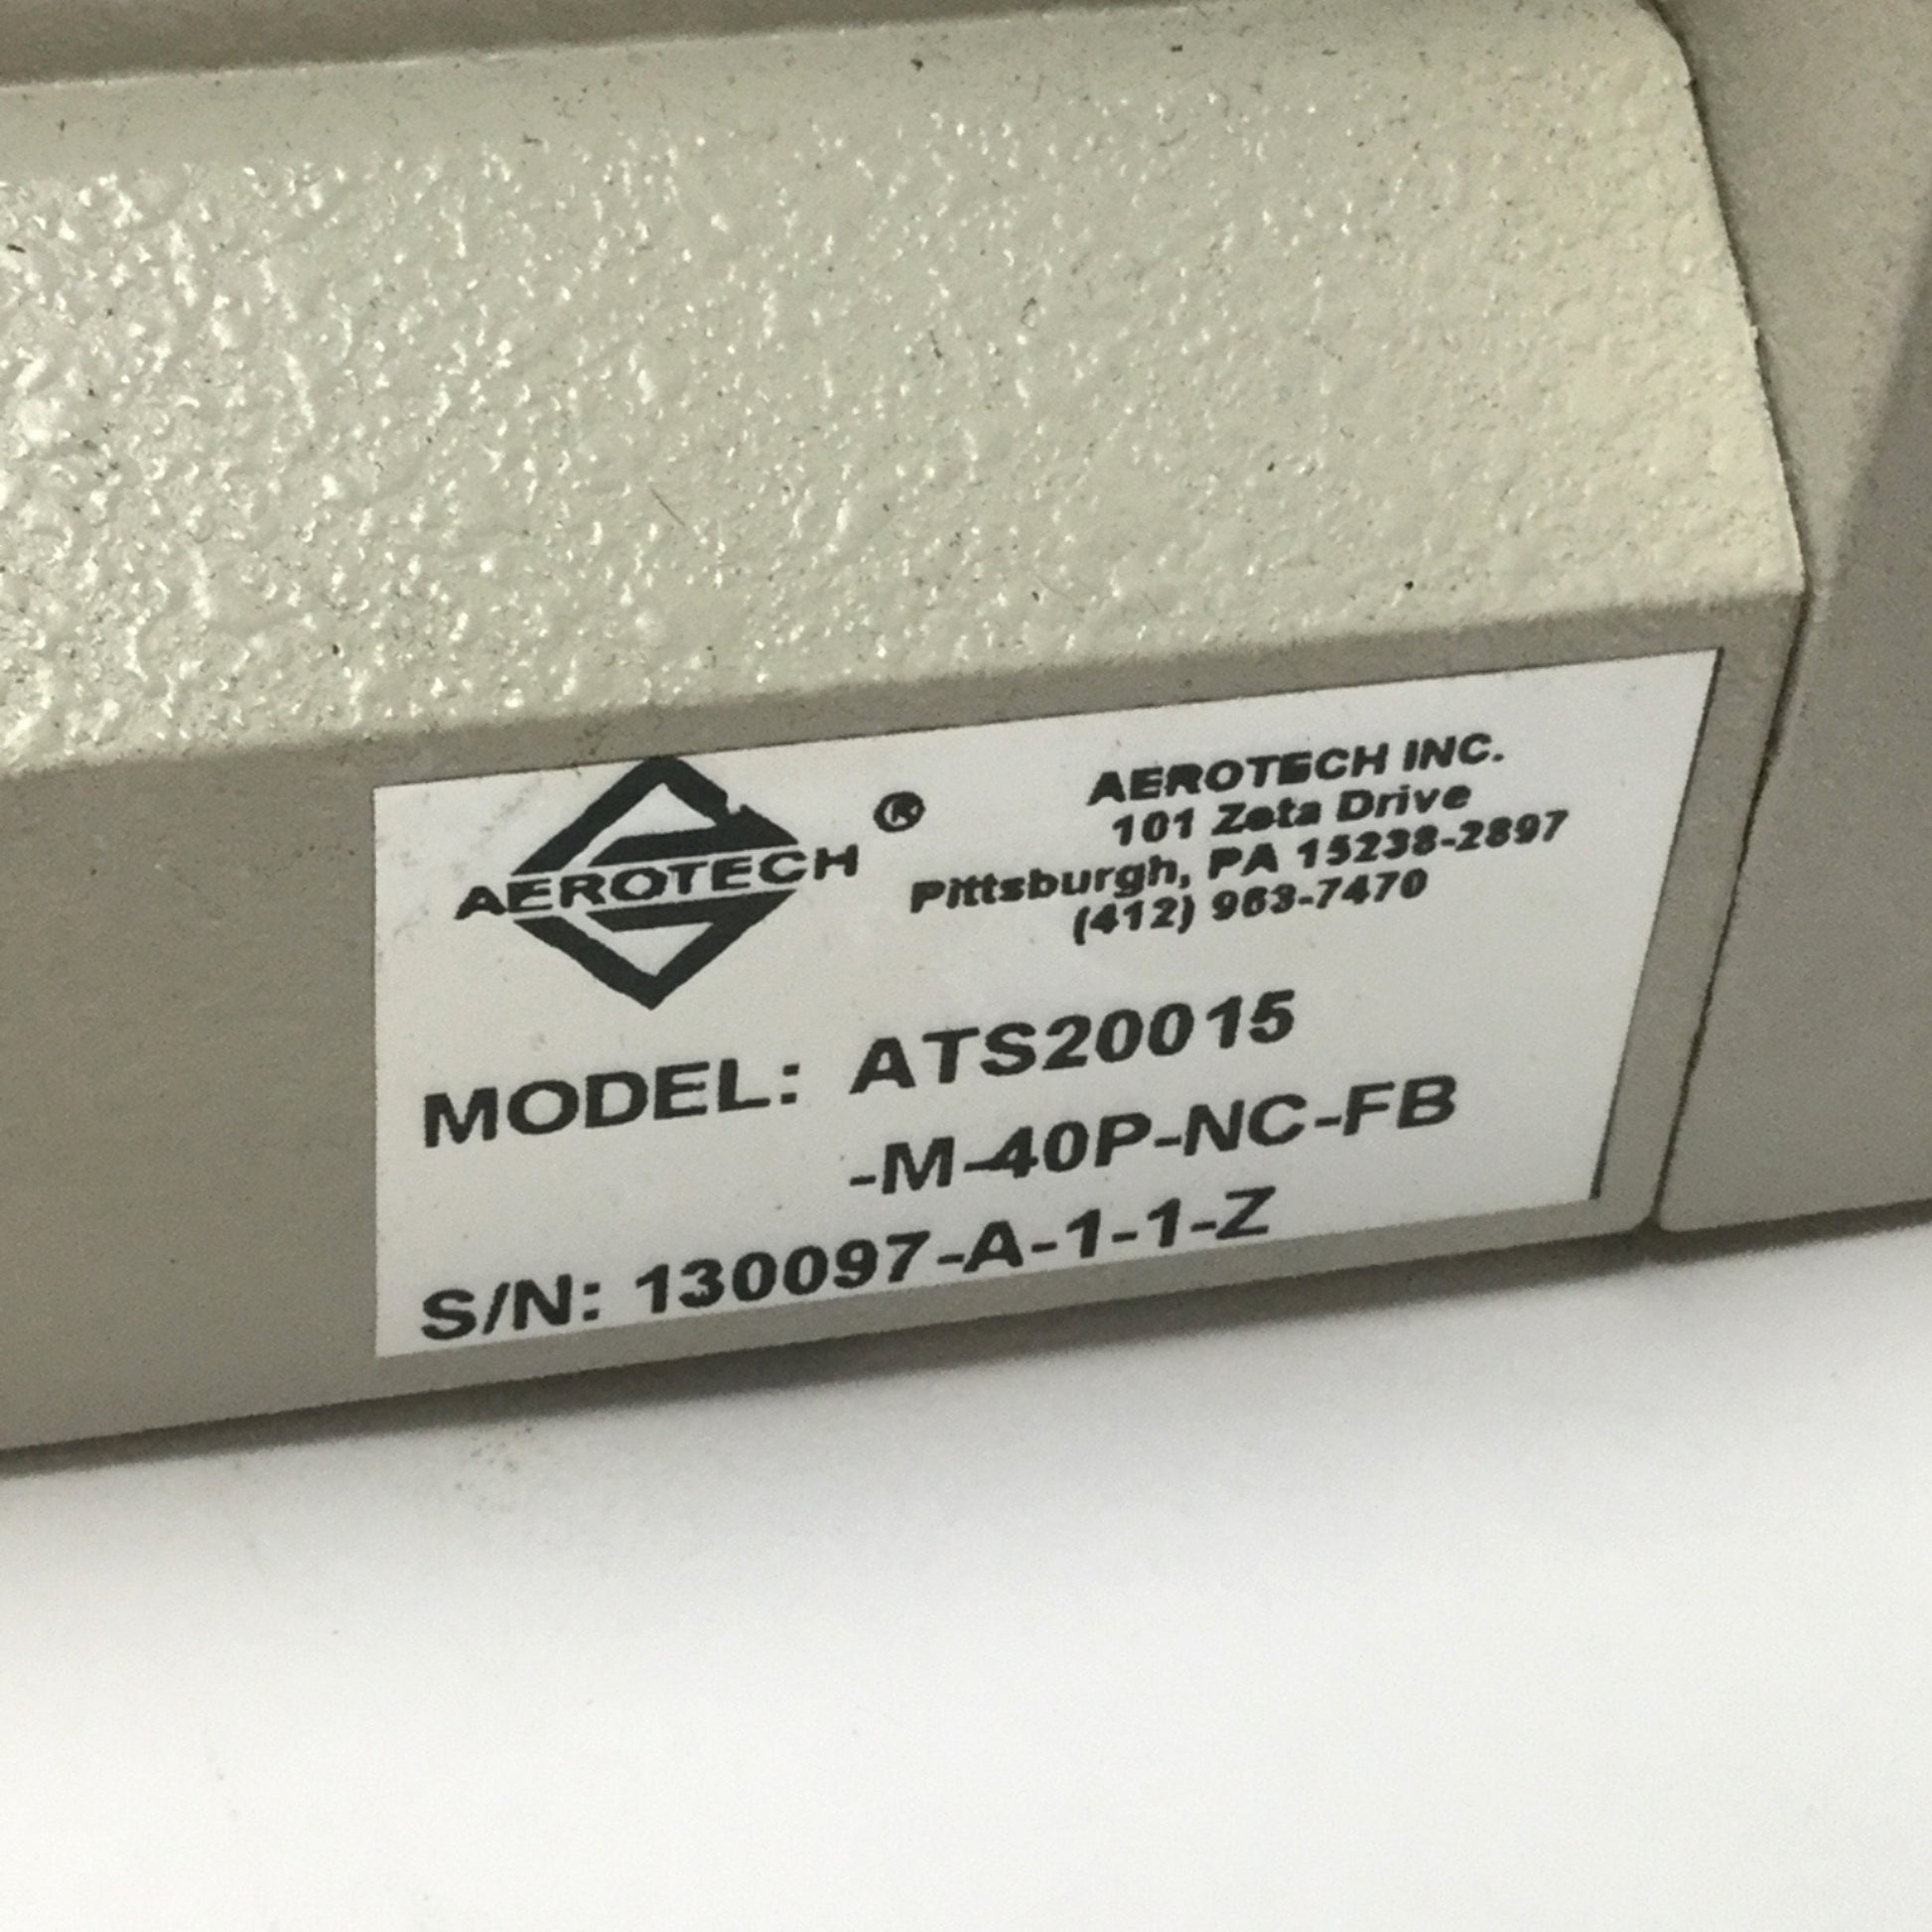 AEROTECH ®
AEROTECH INC.
101 Zeta Drive
Pittsburgh, PA 15238-2897
(412) 963-7470
MODEL: ATS20015
-M-40P-NC-FB
S/N: 130097-A-1-1-Z